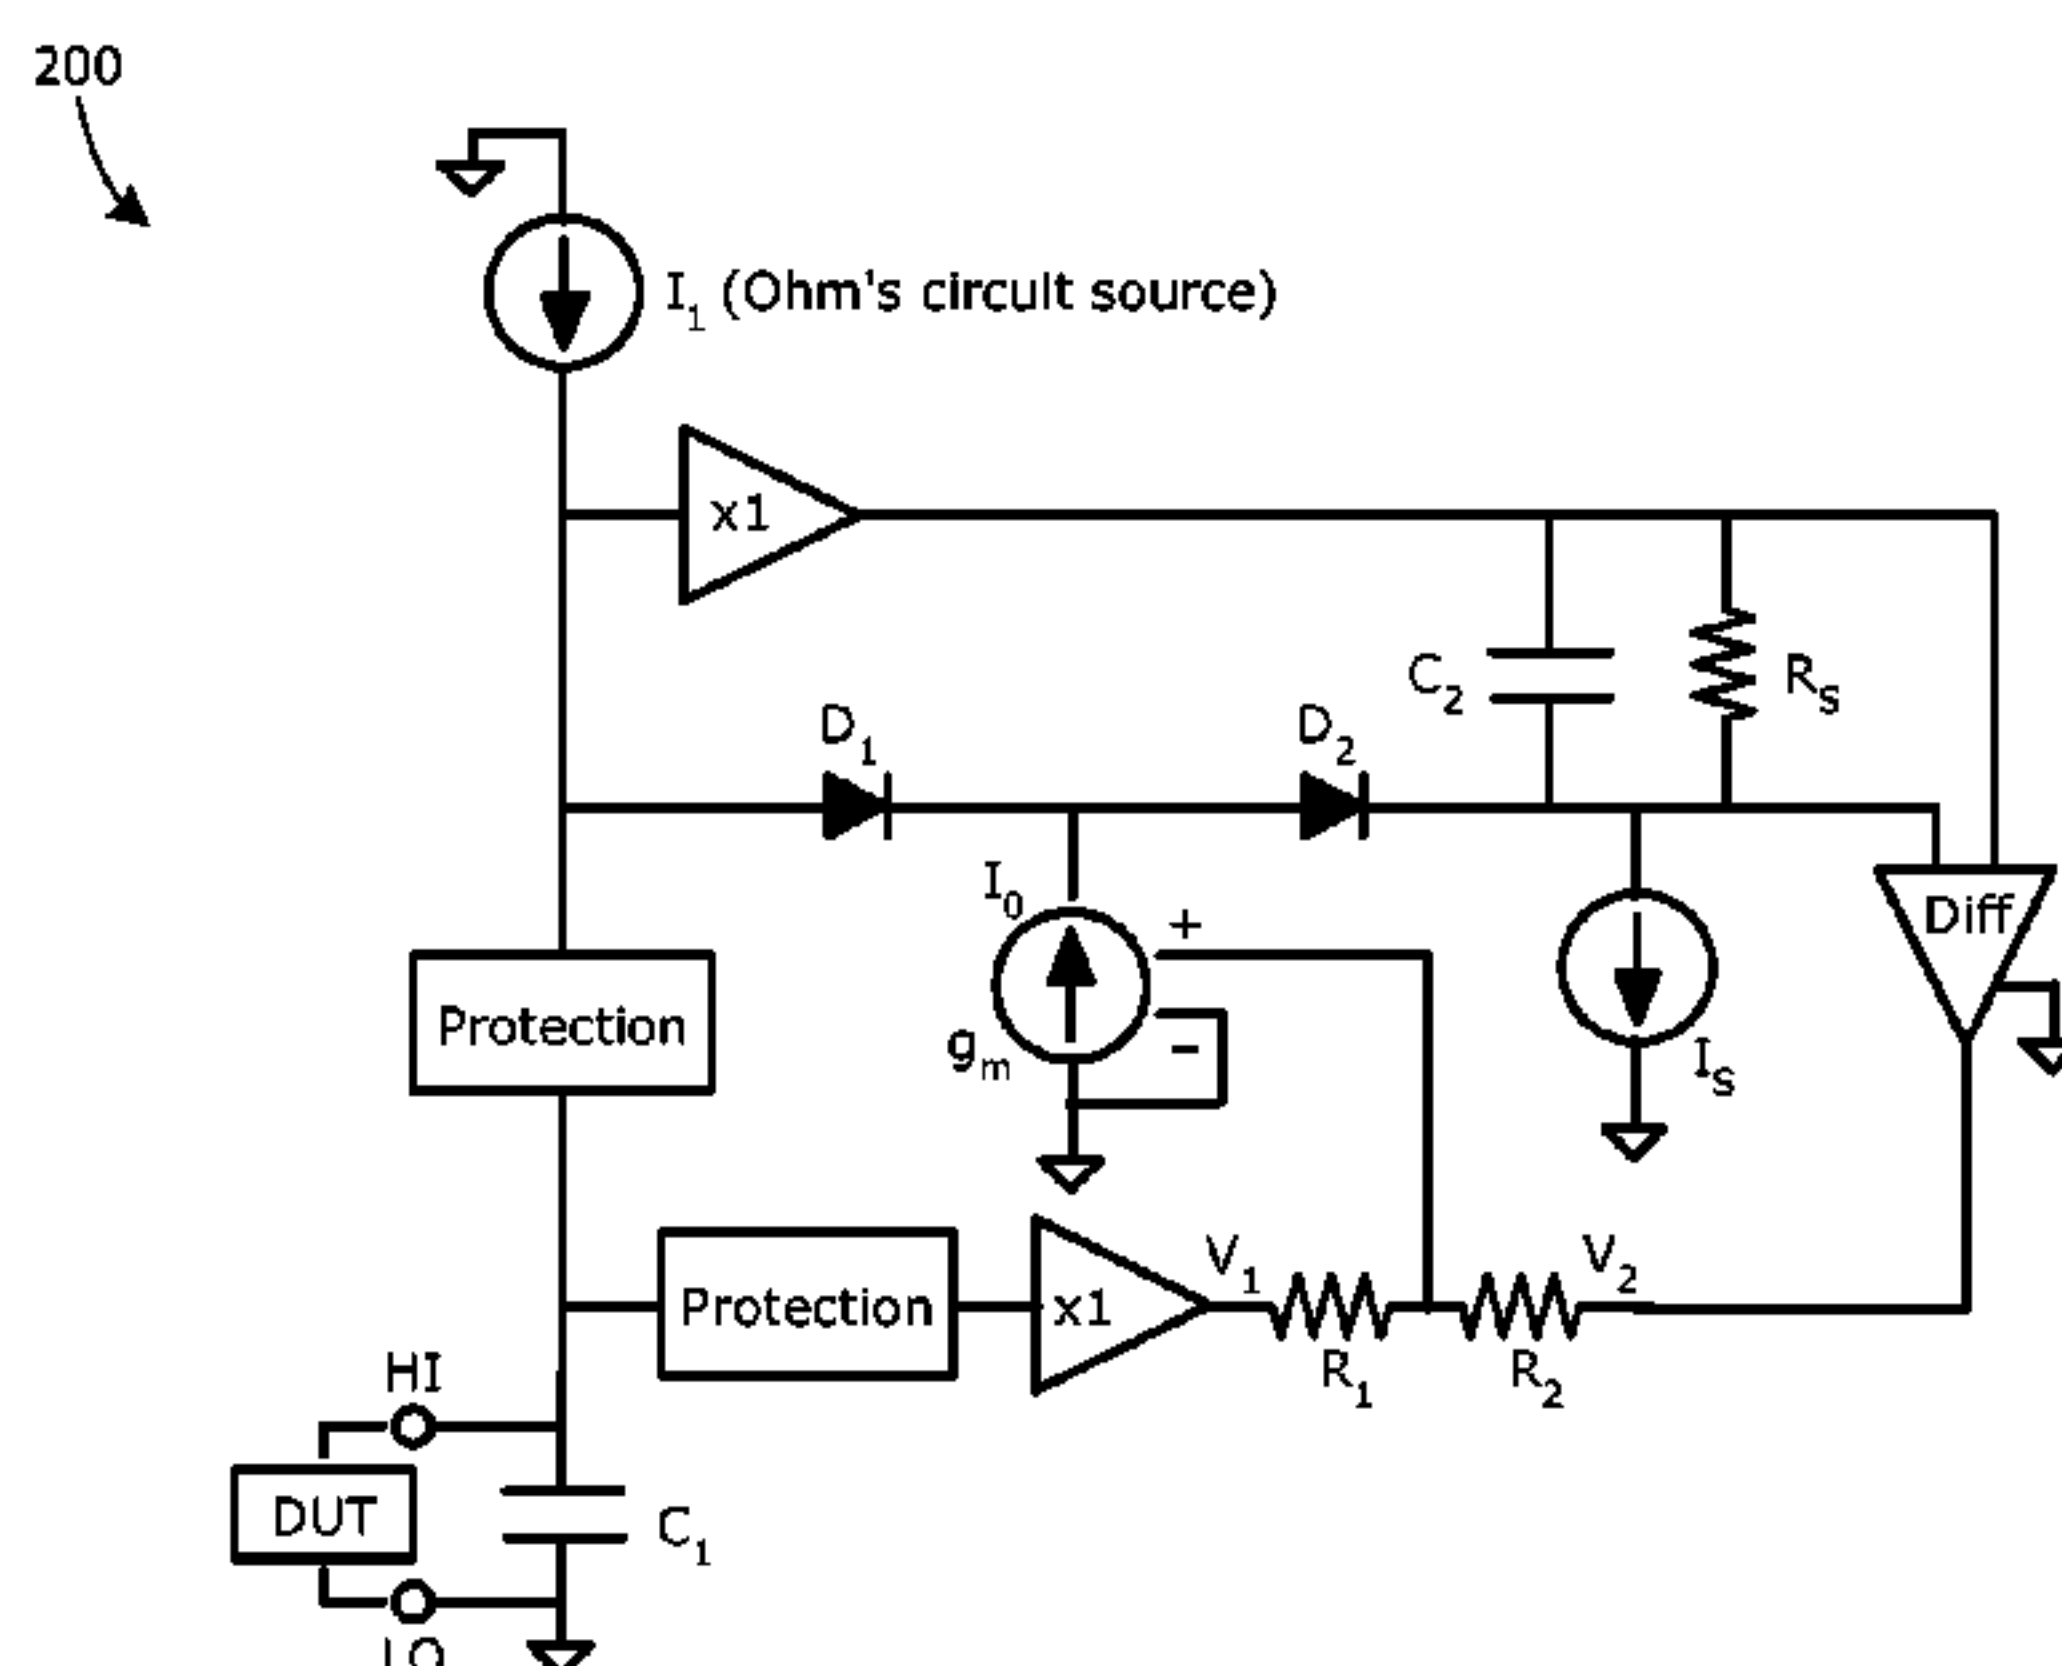 200
I1 (Ohm's circult source)
x1
C2
RS
D1
D2
I0
+
Diff
Protection
gm
-
IS
Protection
x1
V1
V2
R1
R2
HI
DUT
C1
LO